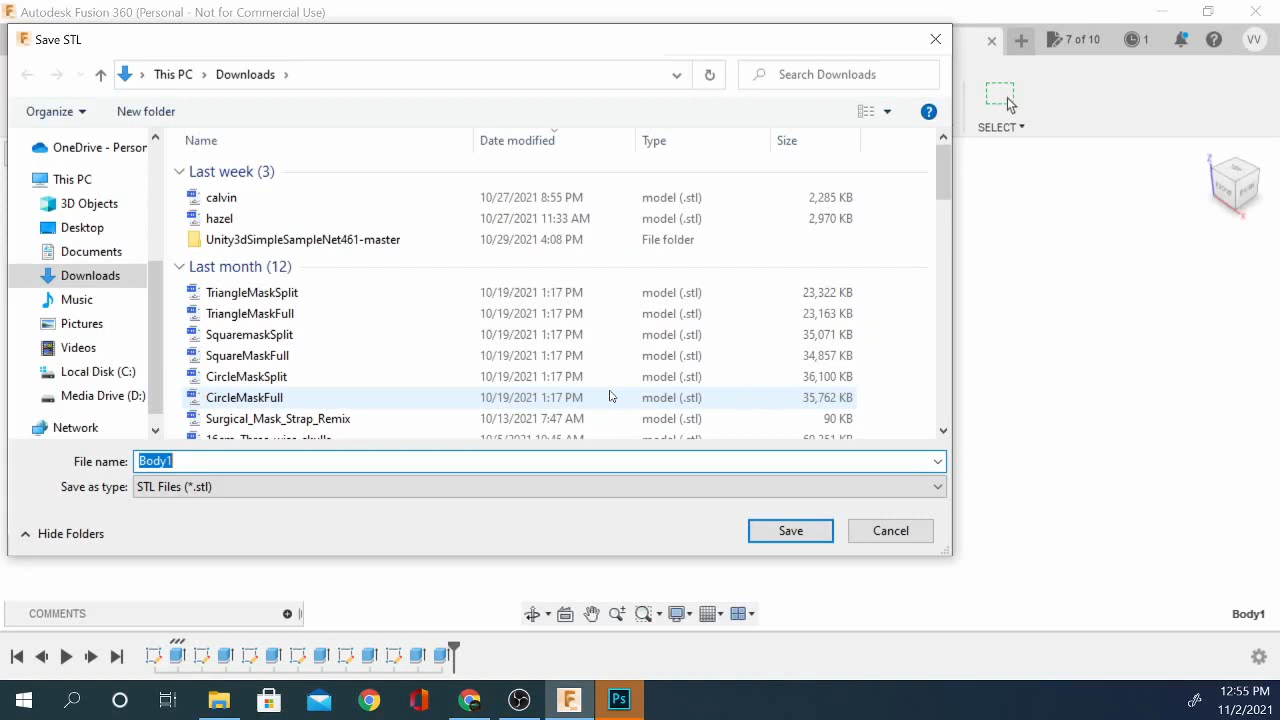 Autodesk Fusion 360 (Personal - Not for Commercial Use)
Save STL
7 of 10
1
VV
This PC
Downloads
Search Downloads
Organize
New folder
SELECT
Name
Date modified
Type
Size
OneDrive - Person
This PC
3D Objects
Desktop
Documents
Downloads
Music
Pictures
Videos
Local Disk (C:)
Media Drive (D:)
Network
Last week (3)
calvin 10/27/2021 8:55 PM model (.stl) 2,285 KB
hazel 10/27/2021 11:33 AM model (.stl) 2,970 KB
Unity3dSimpleSampleNet461-master 10/29/2021 4:08 PM File folder
Last month (12)
TriangleMaskSplit 10/19/2021 1:17 PM model (.stl) 23,322 KB
TriangleMaskFull 10/19/2021 1:17 PM model (.stl) 23,163 KB
SquaremaskSplit 10/19/2021 1:17 PM model (.stl) 35,071 KB
SquareMaskFull 10/19/2021 1:17 PM model (.stl) 34,857 KB
CircleMaskSplit 10/19/2021 1:17 PM model (.stl) 36,100 KB
CircleMaskFull 10/19/2021 1:17 PM model (.stl) 35,762 KB
Surgical_Mask_Strap_Remix 10/13/2021 7:47 AM model (.stl) 90 KB
File name: Body1
Save as type: STL Files (*.stl)
Hide Folders
Save
Cancel
COMMENTS
Body1
Ps
12:55 PM
11/2/2021